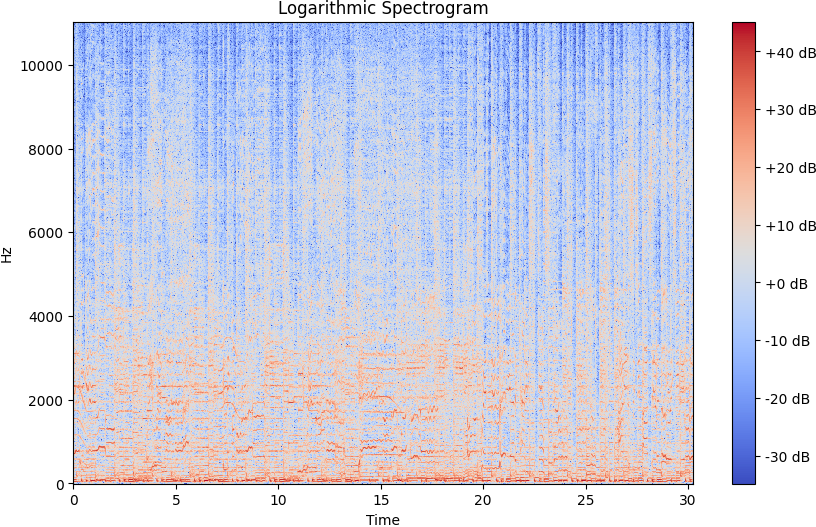 Logarithmic Spectrogram
Hz
10000
8000
6000
4000
2000
0
0 5 10 15 20 25 30
Time
+40 dB
+30 dB
+20 dB
+10 dB
+0 dB
-10 dB
-20 dB
-30 dB